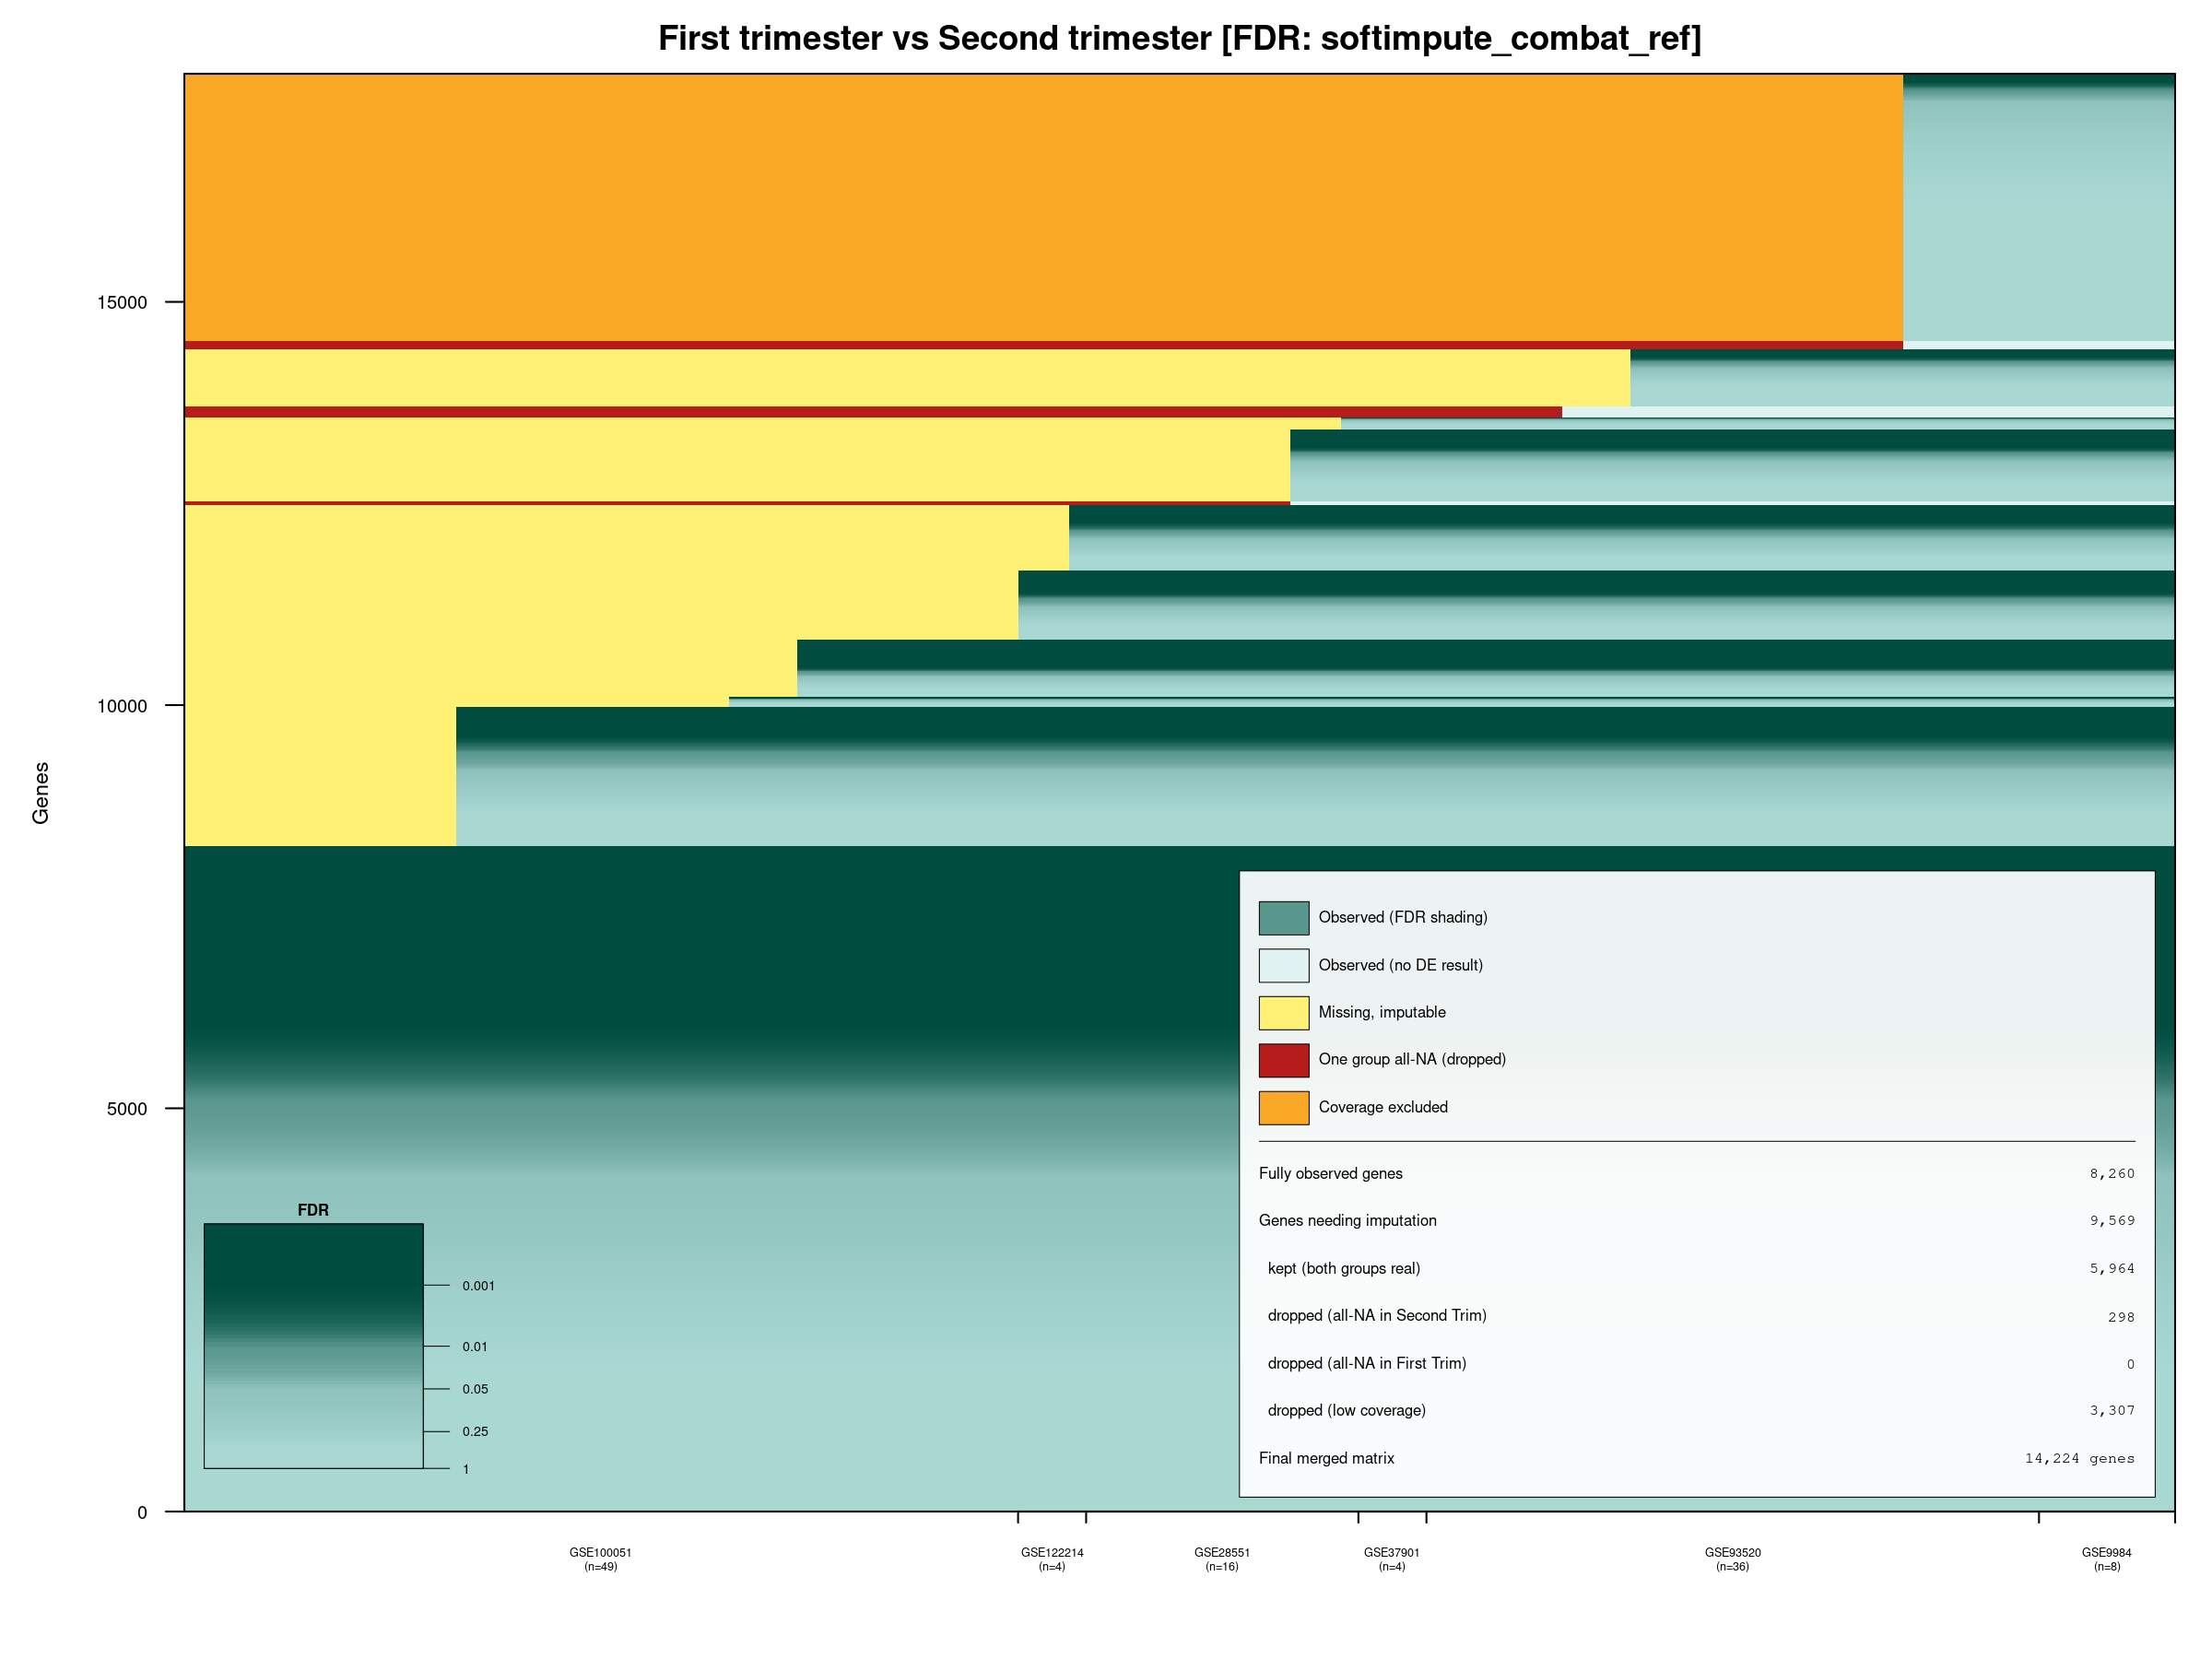 First trimester vs Second trimester [FDR: softimpute_combat_ref]
Genes
15000
10000
5000
0
Observed (FDR shading)
Observed (no DE result)
Missing, imputable
One group all-NA (dropped)
Coverage excluded
Fully observed genes 8,260
Genes needing imputation 9,569
kept (both groups real) 5,964
dropped (all-NA in Second Trim) 298
dropped (all-NA in First Trim) 0
dropped (low coverage) 3,307
Final merged matrix 14,224 genes
FDR
0.001
0.01
0.05
0.25
1
GSE100051 GSE122214 GSE28551 GSE37901 GSE93520 GSE9984
(n=49) (n=4) (n=16) (n=4) (n=36) (n=8)